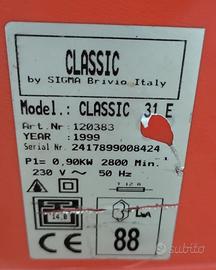 CLASSIC
by SIGMA Brivio Italy
Model.: CLASSIC 31 E
Art.Nr: 120383
YEAR : 1999
Serial Nr. 2417899008424
P1= 0,90KW 2800 Min.'
230 V ~ 50 Hz
LWA
88
CE
subito